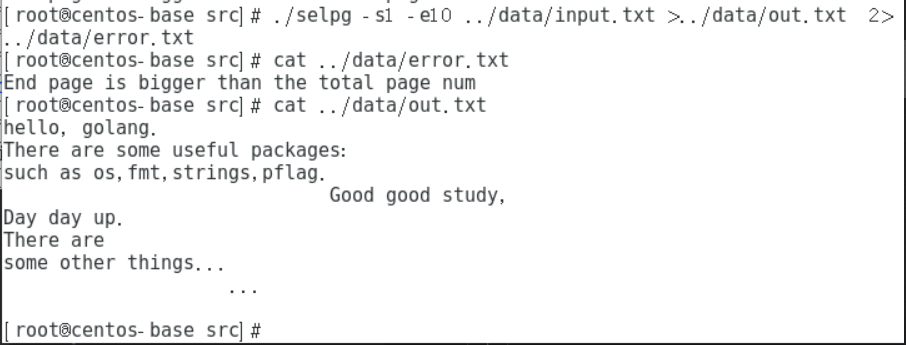 [root@centos-base src]# ./selpg -s1 -e10 ../data/input.txt >../data/out.txt  2>
../data/error.txt
[root@centos-base src]# cat ../data/error.txt
End page is bigger than the total page num
[root@centos-base src]# cat ../data/out.txt
hello, golang.
There are some useful packages:
such as os,fmt,strings,pflag.
Good good study,
Day day up.
There are
some other things...
...
[root@centos-base src]#